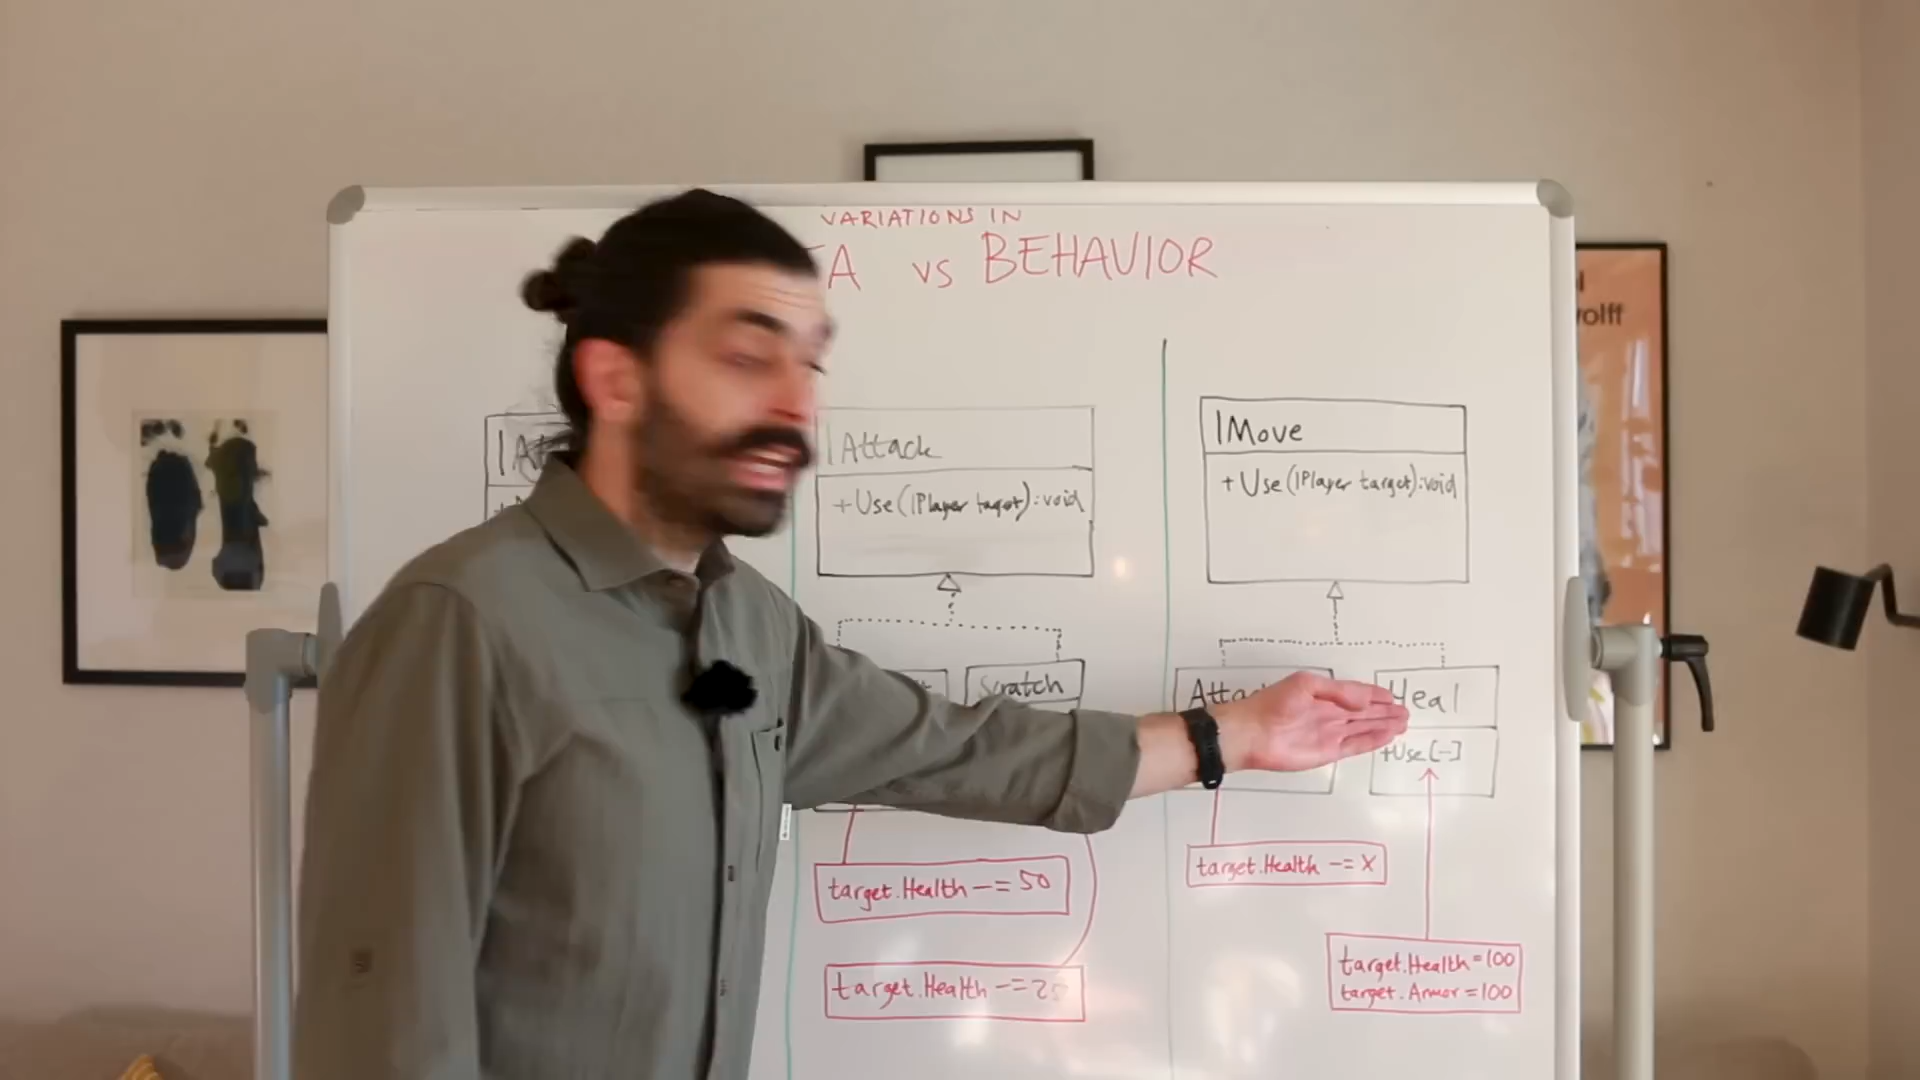 VARIATIONS IN
vs BEHAVIOR
IAttack
+Use(IPlayer target):void
Scratch
target.Health -= 50
target.Health -= 25
IMove
+Use(IPlayer target):void
Heal
+Use[-]
target.Health -= X
target.Health = 100
target.Armor = 100